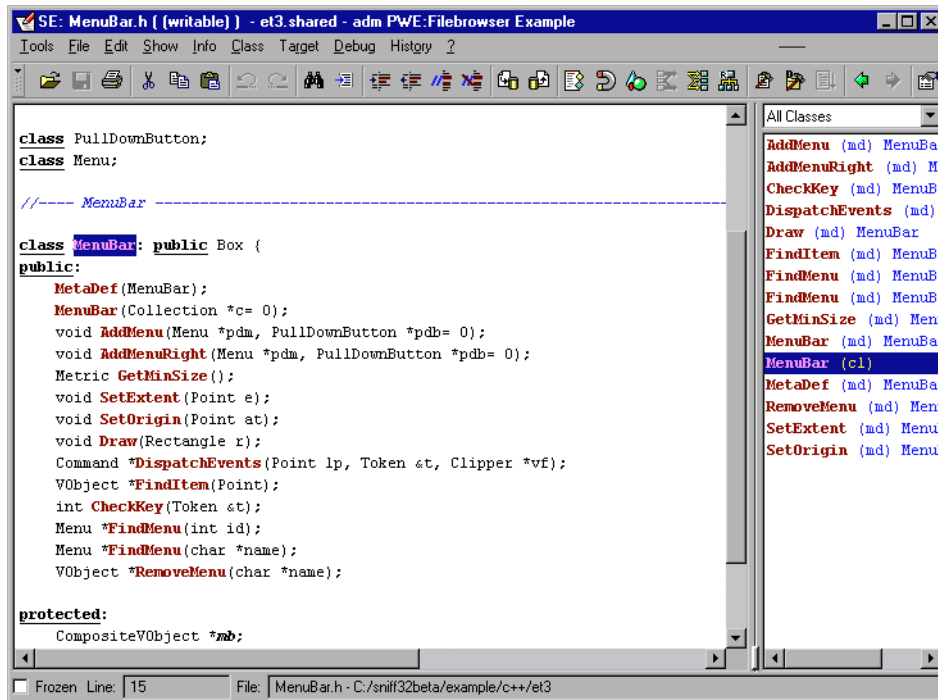 SE: MenuBar.h ( (writable) ) - et3.shared - adm PWE:Filebrowser Example
Tools File Edit Show Info Class Target Debug History ?
class PullDownButton;
class Menu;
//---- MenuBar -----------------------------------------------------------------
class MenuBar: public Box {
public:
MetaDef(MenuBar);
MenuBar(Collection *c= 0);
void AddMenu(Menu *pdm, PullDownButton *pdb= 0);
void AddMenuRight(Menu *pdm, PullDownButton *pdb= 0);
Metric GetMinSize();
void SetExtent(Point e);
void SetOrigin(Point at);
void Draw(Rectangle r);
Command *DispatchEvents(Point lp, Token &t, Clipper *vf);
VObject *FindItem(Point);
int CheckKey(Token &t);
Menu *FindMenu(int id);
Menu *FindMenu(char *name);
VObject *RemoveMenu(char *name);
protected:
CompositeVObject *mb;
All Classes
AddMenu (md) MenuBa
AddMenuRight (md) M
CheckKey (md) MenuB
DispatchEvents (md)
Draw (md) MenuBar
FindItem (md) MenuB
FindMenu (md) MenuB
FindMenu (md) MenuB
GetMinSize (md) Men
MenuBar (md) MenuBa
MenuBar (cl)
MetaDef (md) MenuBa
RemoveMenu (md) Men
SetExtent (md) Menu
SetOrigin (md) Menu
Frozen Line: 15 File: MenuBar.h - C:/sniff32beta/example/c++/et3